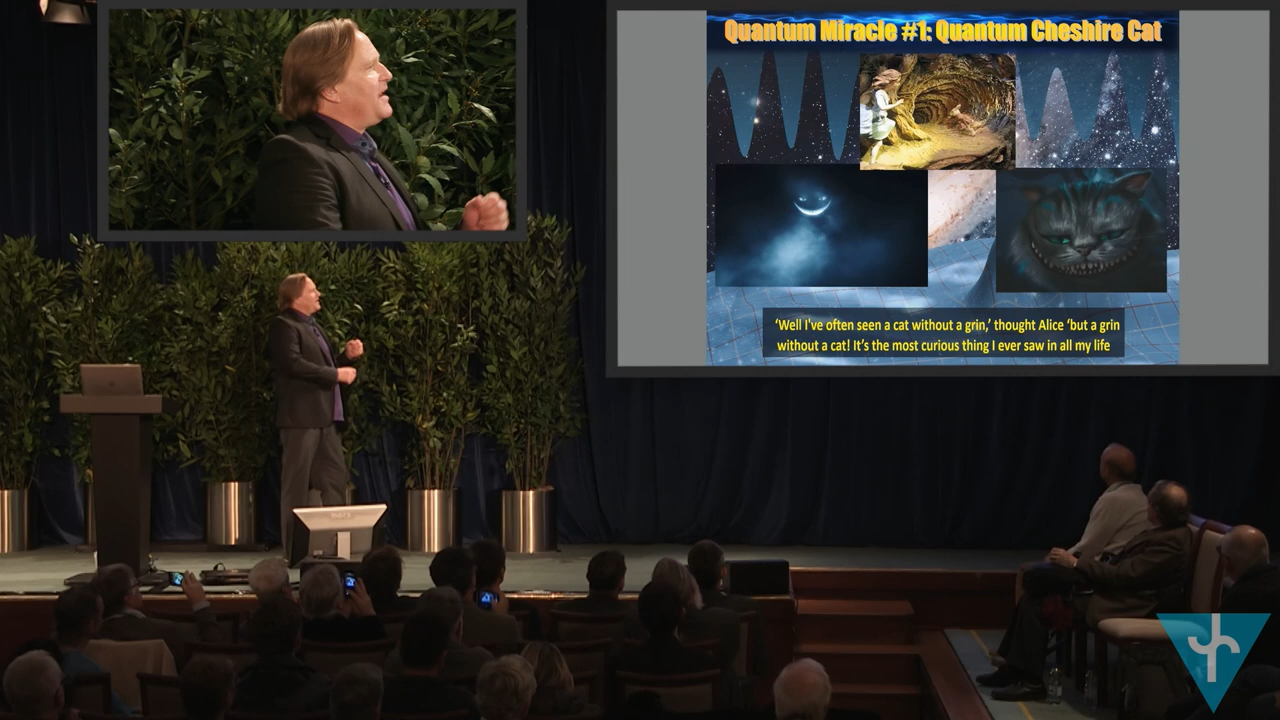 Quantum Miracle #1: Quantum Cheshire Cat
'Well I've often seen a cat without a grin,' thought Alice 'but a grin
without a cat! It's the most curious thing I ever saw in all my life